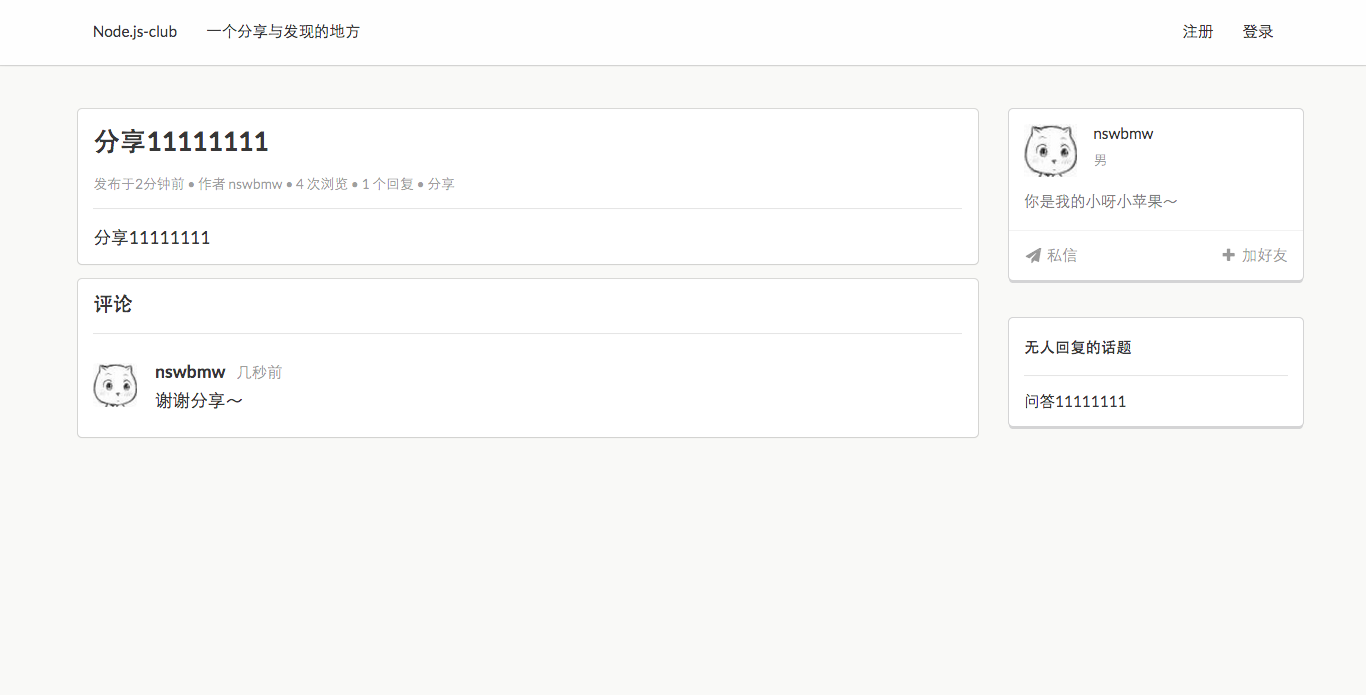 Node.js-club 一个分享与发现的地方 注册 登录
分享11111111
发布于2分钟前 • 作者 nswbmw • 4 次浏览 • 1 个回复 • 分享
分享11111111
评论
nswbmw 几秒前
谢谢分享～
nswbmw
男
你是我的小呀小苹果～
私信 加好友
无人回复的话题
问答11111111